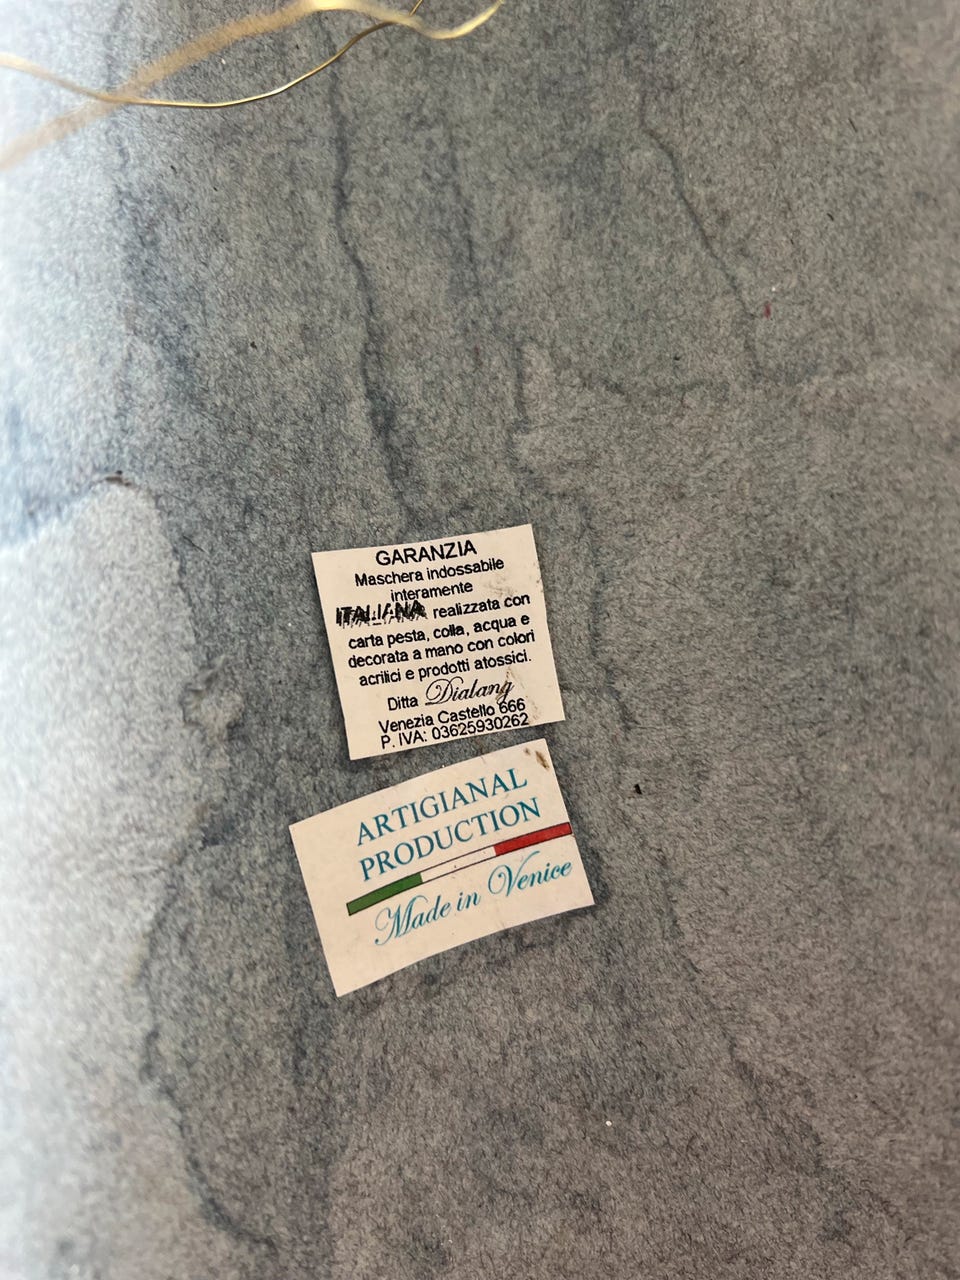 GARANZIA
Maschera indossabile
interamente
ITALIANA realizzata con
carta pesta, colla, acqua e
decorata a mano con colori
acrilici e prodotti atossici.
Ditta Dialang
Venezia Castello 666
P. IVA: 03625930262
ARTIGIANAL
PRODUCTION
Made in Venice